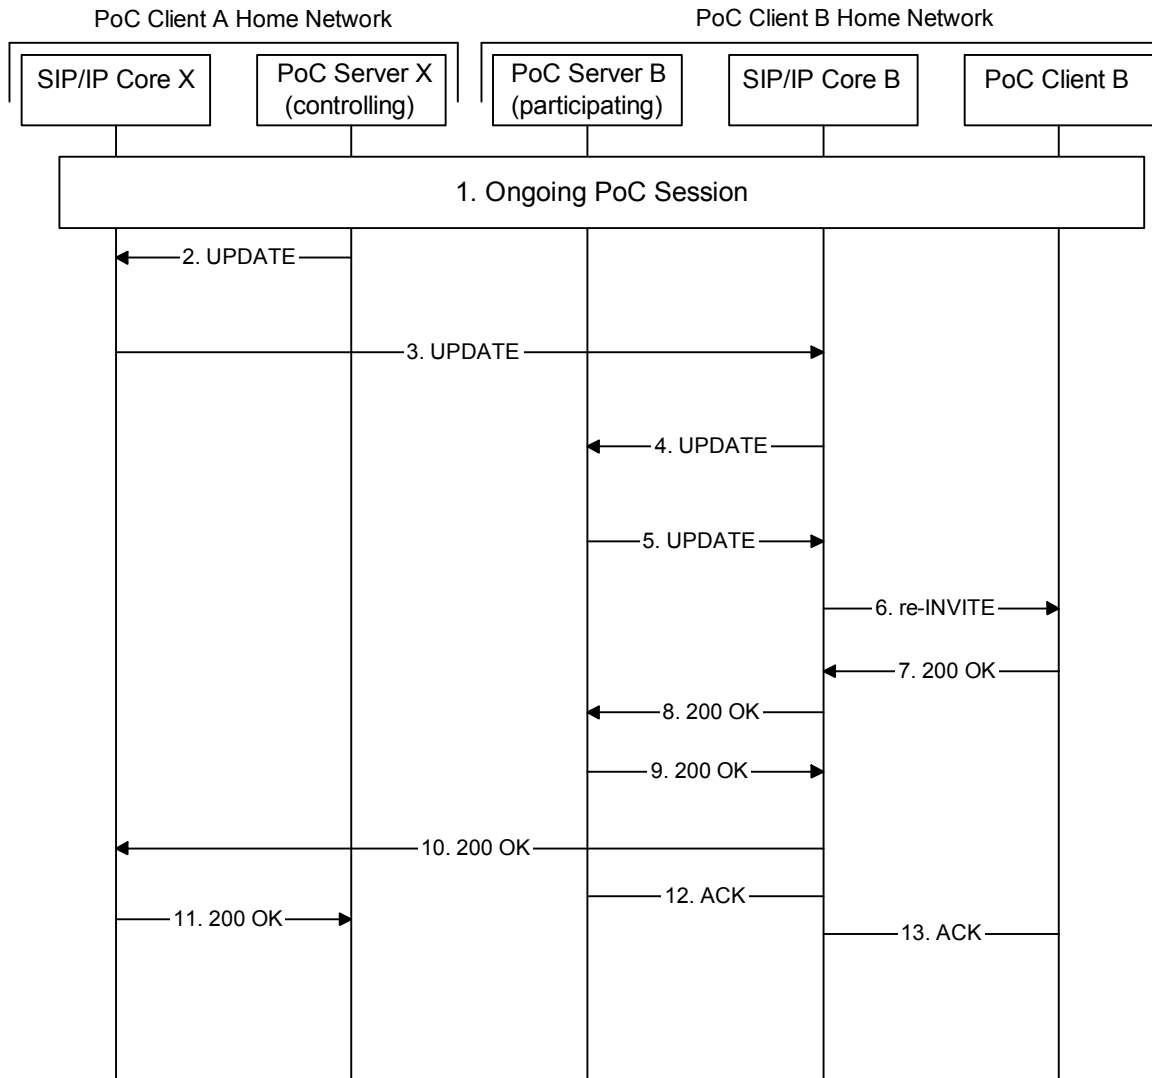 PoC Client A Home Network
PoC Client B Home Network
SIP/IP Core X
PoC Server X
(controlling)
PoC Server B
(participating)
SIP/IP Core B
PoC Client B
1. Ongoing PoC Session
2. UPDATE
3. UPDATE
4. UPDATE
5. UPDATE
6. re-INVITE
7. 200 OK
8. 200 OK
9. 200 OK
10. 200 OK
12. ACK
11. 200 OK
13. ACK